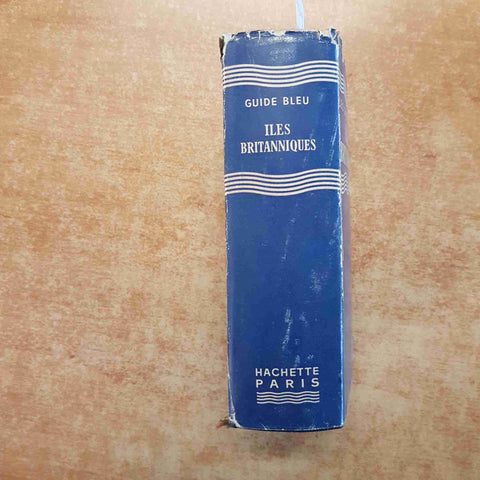 GUIDE BLEU
ILES
BRITANNIQUES
HACHETTE
PARIS